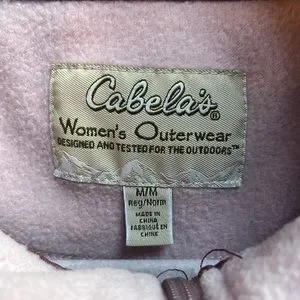 Cabela's®
Women's Outerwear
DESIGNED AND TESTED FOR THE OUTDOORS™
M/M
Reg/Norm
MADE IN
CHINA
FABRIQUÉ EN
CHINE